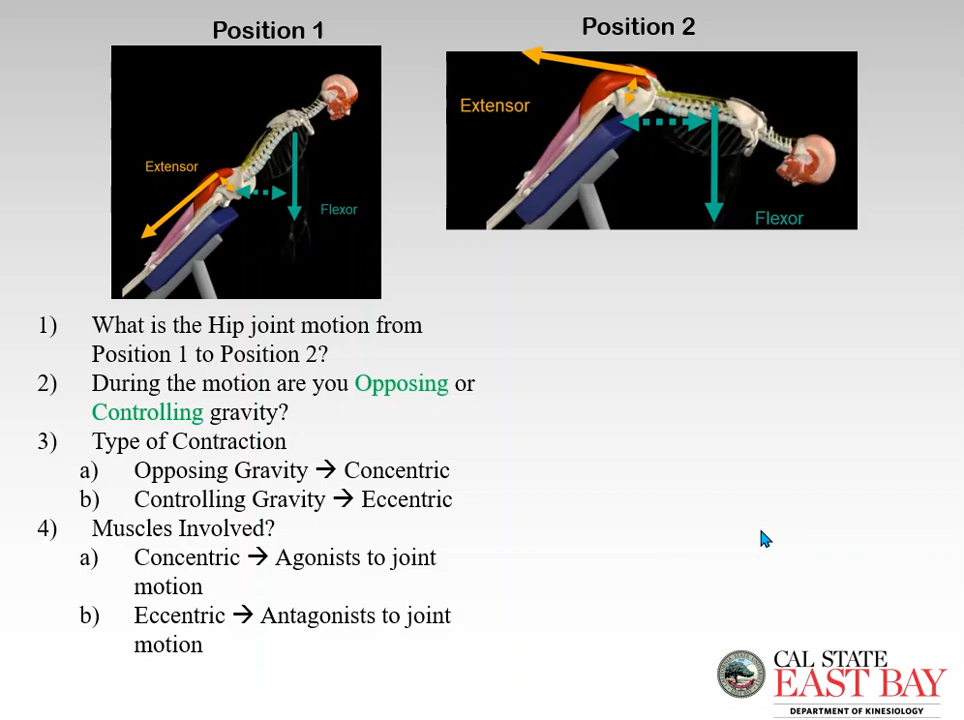 Position 1
Position 2
Extensor
Flexor
Extensor
Flexor
1) What is the Hip joint motion from
Position 1 to Position 2?
2) During the motion are you Opposing or
Controlling gravity?
3) Type of Contraction
a) Opposing Gravity → Concentric
b) Controlling Gravity → Eccentric
4) Muscles Involved?
a) Concentric → Agonists to joint
motion
b) Eccentric → Antagonists to joint
motion
CAL STATE
EAST BAY
DEPARTMENT OF KINESIOLOGY